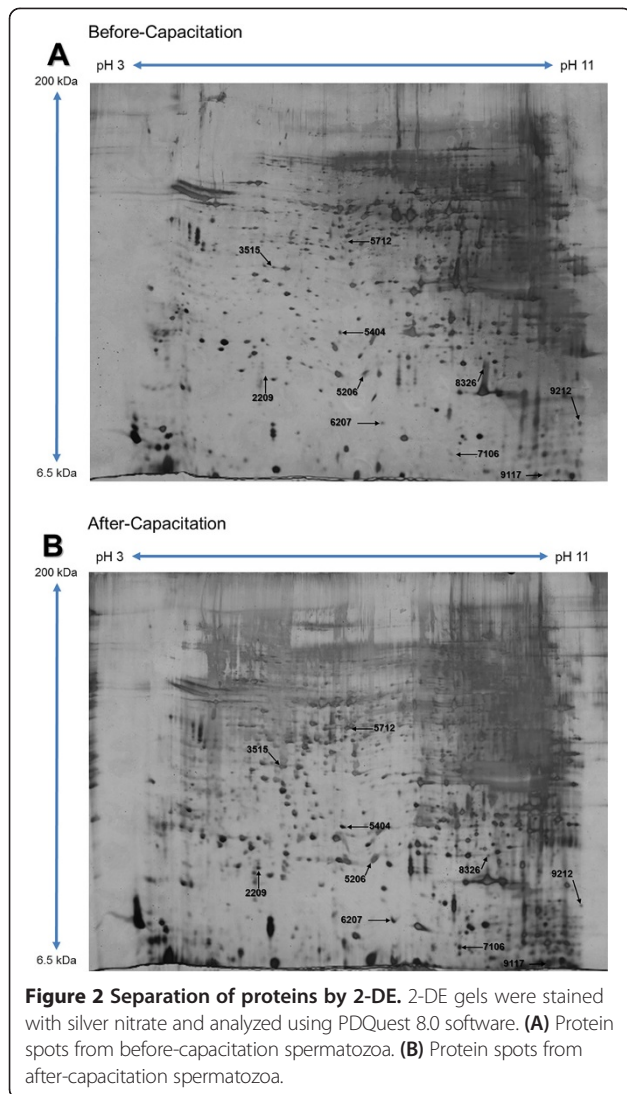 Before-Capacitation
A
pH 3
pH 11
200 kDa
5712
3515
5404
8326
2209
5206
9212
6207
7106
6.5 kDa
9117
After-Capacitation
B
pH 3
pH 11
200 kDa
5712
3515
5404
8326
5206
9212
2209
6207
7106
6.5 kDa
9117
Figure 2 Separation of proteins by 2-DE. 2-DE gels were stained
with silver nitrate and analyzed using PDQuest 8.0 software. (A) Protein
spots from before-capacitation spermatozoa. (B) Protein spots from
after-capacitation spermatozoa.